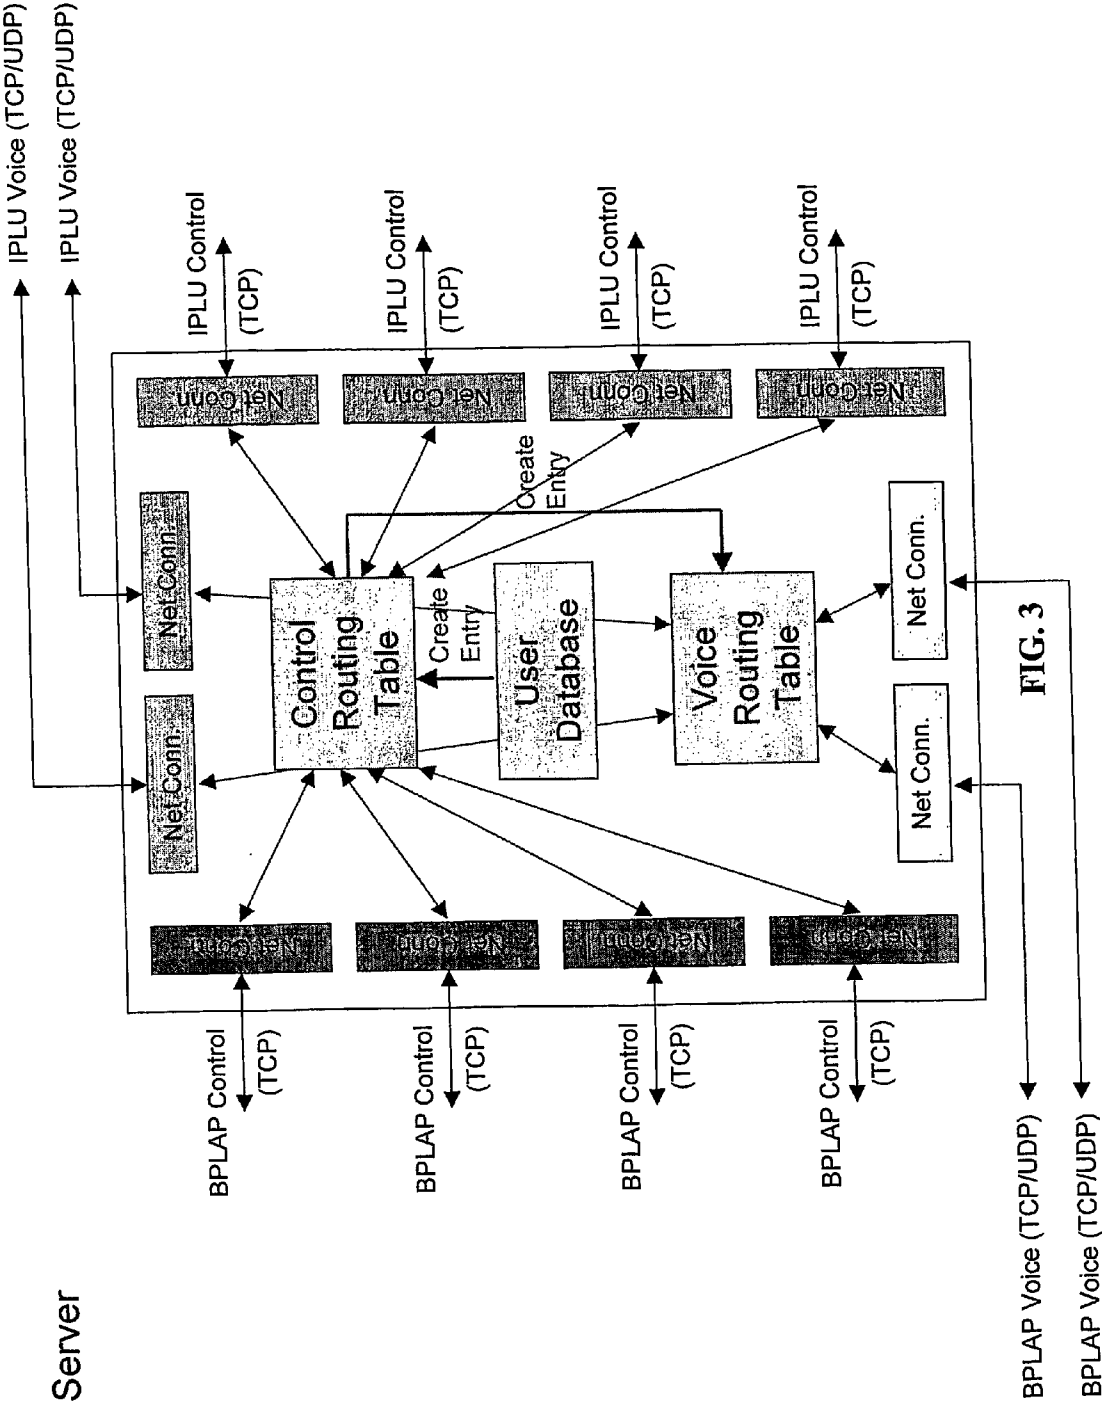 Server
IPLU Voice (TCP/UDP)
IPLU Voice (TCP/UDP)
Net Conn.
Net Conn.
BPLAP Control
(TCP)
Net Conn.
Net Conn.
IPLU Control
(TCP)
Control
Routing
Table
BPLAP Control
(TCP)
Net Conn.
Net Conn.
IPLU Control
(TCP)
Create
Entry
Create
Entry
User
Database
BPLAP Control
(TCP)
Net Conn.
Net Conn.
IPLU Control
(TCP)
Voice
Routing
Table
BPLAP Control
(TCP)
Net Conn.
Net Conn.
IPLU Control
(TCP)
Net Conn.
Net Conn.
BPLAP Voice (TCP/UDP)
BPLAP Voice (TCP/UDP)
FIG. 3